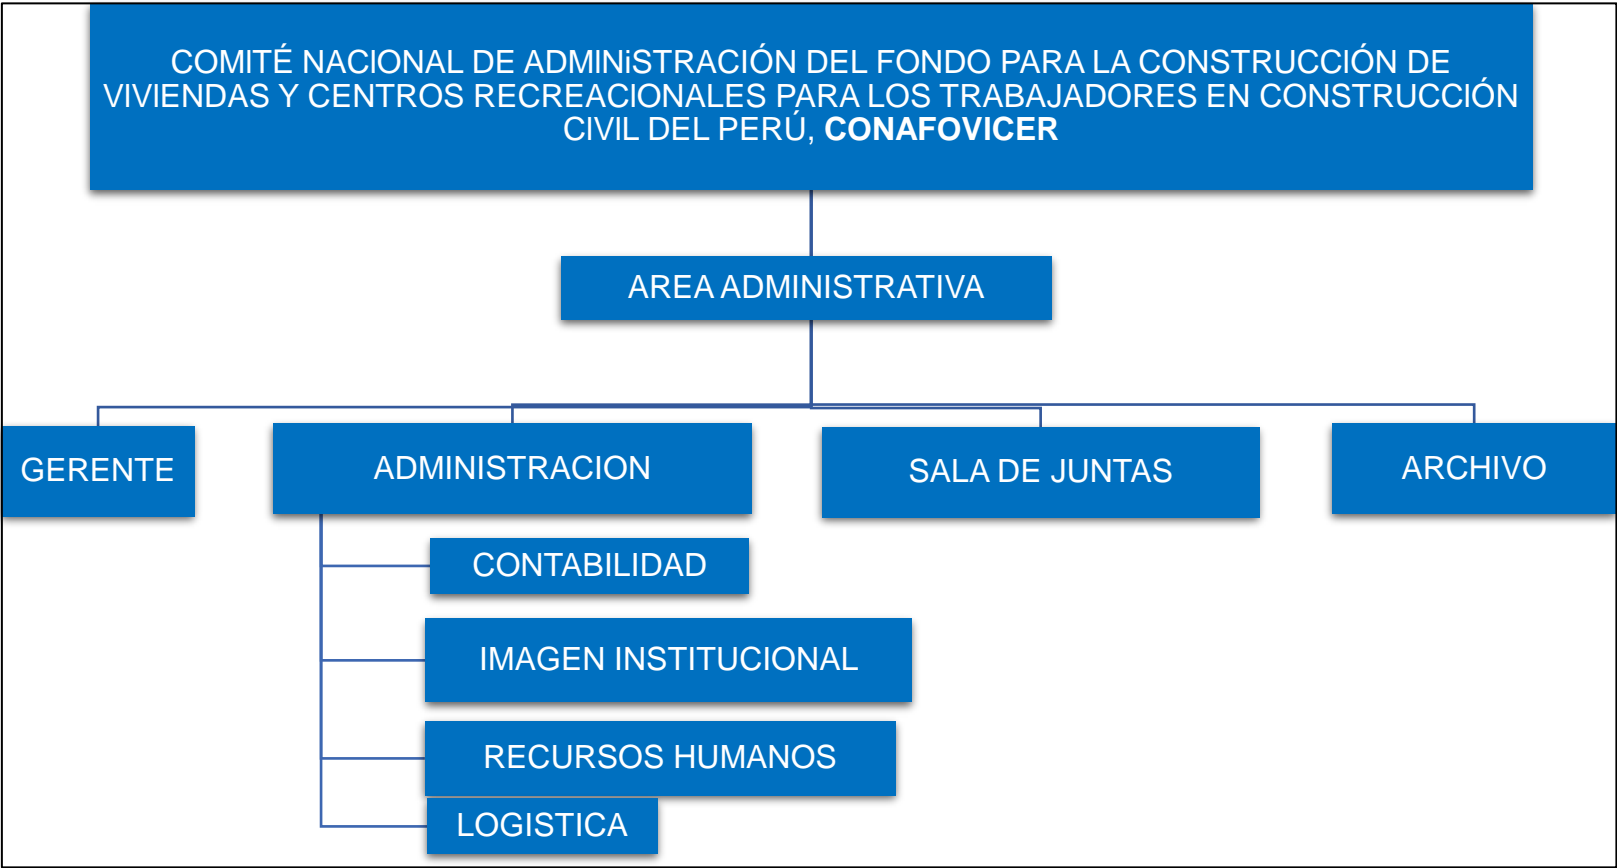 COMITÉ NACIONAL DE ADMINiSTRACIÓN DEL FONDO PARA LA CONSTRUCCIÓN DE
VIVIENDAS Y CENTROS RECREACIONALES PARA LOS TRABAJADORES EN CONSTRUCCIÓN
CIVIL DEL PERÚ, CONAFOVICER
AREA ADMINISTRATIVA
GERENTE
ADMINISTRACION
SALA DE JUNTAS
ARCHIVO
CONTABILIDAD
IMAGEN INSTITUCIONAL
RECURSOS HUMANOS
LOGISTICA